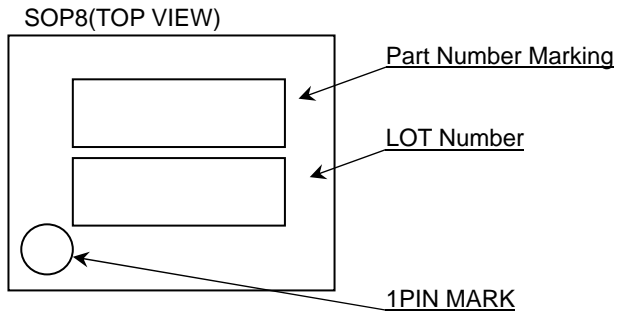 SOP8(TOP VIEW)
Part Number Marking
LOT Number
1PIN MARK